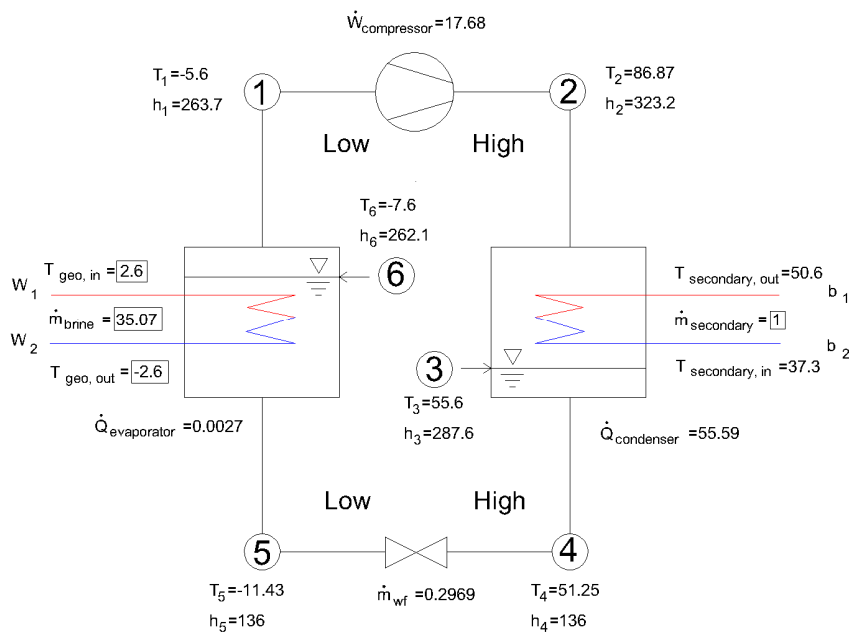 Ẇcompressor=17.68
T1=-5.6
h1=263.7
1
2
T2=86.87
h2=323.2
Low
High
T6=-7.6
h6=262.1
6
T geo, in 2.6
W1
ṁbrine 35.07
W2
T geo, out -2.6
T secondary, out=50.6
b1
ṁsecondary = 1
b2
T secondary, in=37.3
3
T3=55.6
h3=287.6
Q̇evaporator =0.0027
Q̇condenser =55.59
Low
High
5
4
T5=-11.43
h5=136
ṁwf =0.2969
T4=51.25
h4=136